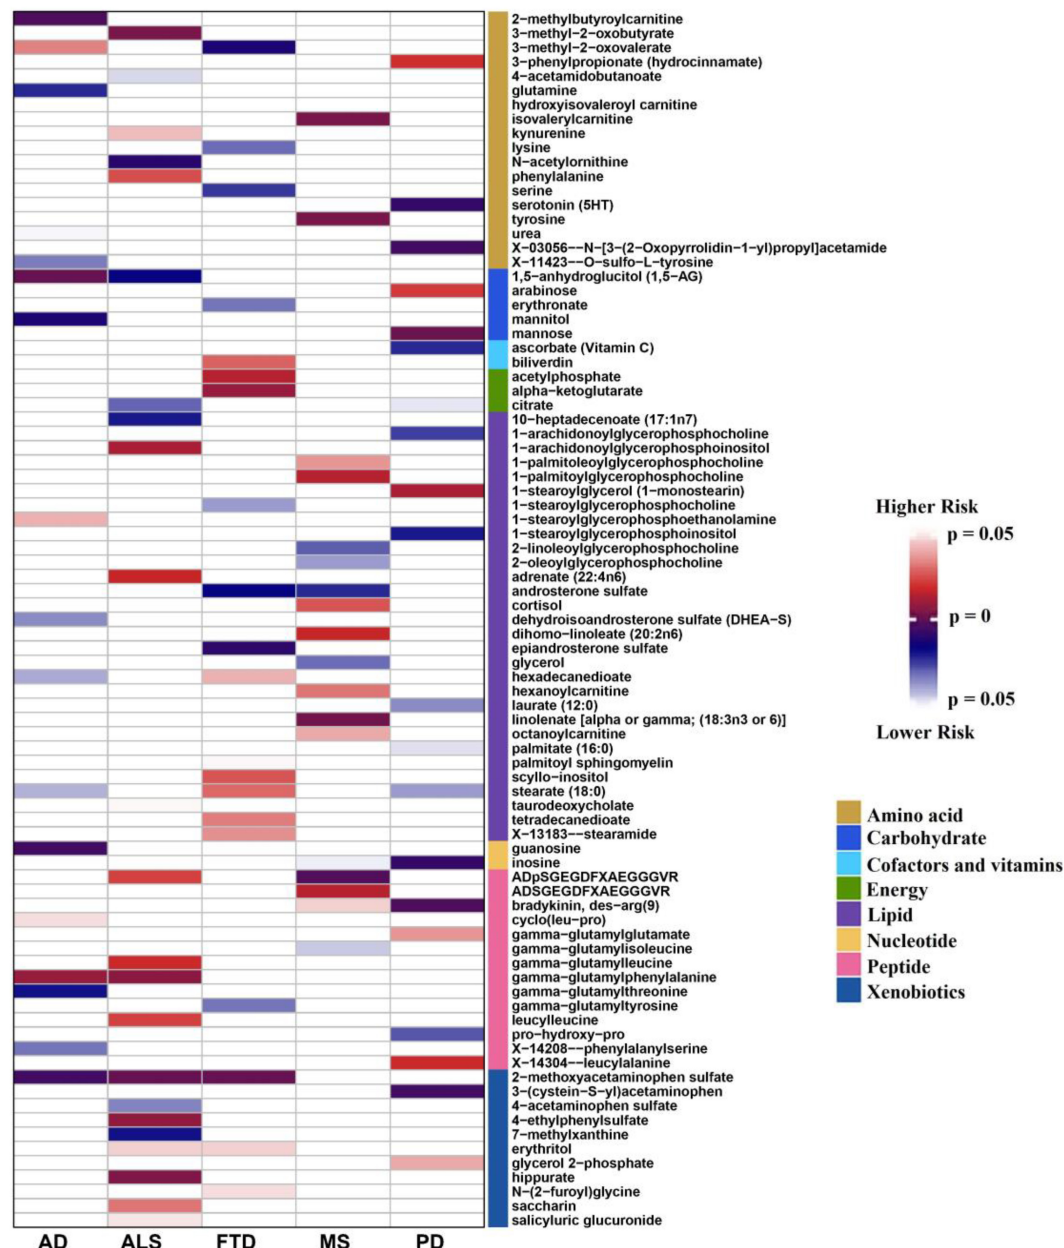 2−methylbutyroylcarnitine
3−methyl−2−oxobutyrate
3−methyl−2−oxovalerate
3−phenylpropionate (hydrocinnamate)
4−acetamidobutanoate
glutamine
hydroxyisovaleroyl carnitine
isovalerylcarnitine
kynurenine
lysine
N−acetylornithine
phenylalanine
serine
serotonin (5HT)
tyrosine
urea
X−03056−−N−[3−(2−Oxopyrrolidin−1−yl)propyl]acetamide
X−11423−−O−sulfo−L−tyrosine
1,5−anhydroglucitol (1,5−AG)
arabinose
erythronate
mannitol
mannose
ascorbate (Vitamin C)
biliverdin
acetylphosphate
alpha−ketoglutarate
citrate
10−heptadecenoate (17:1n7)
1−arachidonoylglycerophosphocholine
1−arachidonoylglycerophosphoinositol
1−palmitoleoylglycerophosphocholine
1−palmitoylglycerophosphocholine
1−stearoylglycerol (1−monostearin)
1−stearoylglycerophosphocholine
1−stearoylglycerophosphoethanolamine
1−stearoylglycerophosphoinositol
2−linoleoylglycerophosphocholine
2−oleoylglycerophosphocholine
adrenate (22:4n6)
androsterone sulfate
cortisol
dehydroisoandrosterone sulfate (DHEA−S)
dihomo−linoleate (20:2n6)
epiandrosterone sulfate
glycerol
hexadecanedioate
hexanoylcarnitine
laurate (12:0)
linolenate [alpha or gamma; (18:3n3 or 6)]
octanoylcarnitine
palmitate (16:0)
palmitoyl sphingomyelin
scyllo−inositol
stearate (18:0)
taurodeoxycholate
tetradecanedioate
X−13183−−stearamide
guanosine
inosine
ADpSGEGDFXAEGGGVR
ADSGEGDFXAEGGGVR
bradykinin, des−arg(9)
cyclo(leu−pro)
gamma−glutamylglutamate
gamma−glutamylisoleucine
gamma−glutamylleucine
gamma−glutamylphenylalanine
gamma−glutamylthreonine
gamma−glutamyltyrosine
leucylleucine
pro−hydroxy−pro
X−14208−−phenylalanylserine
X−14304−−leucylalanine
2−methoxyacetaminophen sulfate
3−(cystein−S−yl)acetaminophen
4−acetaminophen sulfate
4−ethylphenylsulfate
7−methylxanthine
erythritol
glycerol 2−phosphate
hippurate
N−(2−furoyl)glycine
saccharin
salicyluric glucuronide
AD ALS FTD MS PD
Higher Risk
p = 0.05
p = 0
p = 0.05
Lower Risk
Amino acid
Carbohydrate
Cofactors and vitamins
Energy
Lipid
Nucleotide
Peptide
Xenobiotics